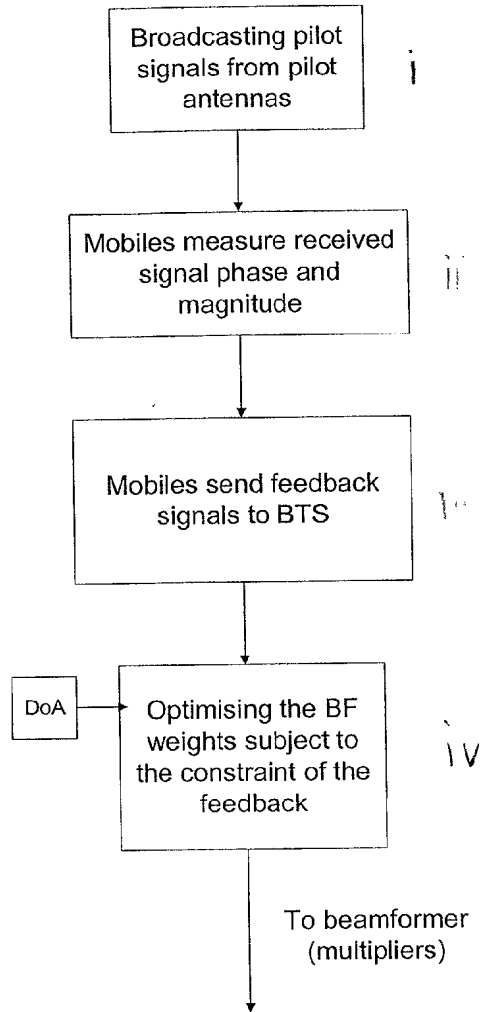 Broadcasting pilot
signals from pilot
antennas
i
Mobiles measure received
signal phase and
magnitude
ii
Mobiles send feedback
signals to BTS
DoA
Optimising the BF
weights subject to
the constraint of the
feedback
iv
To beamformer
(multipliers)